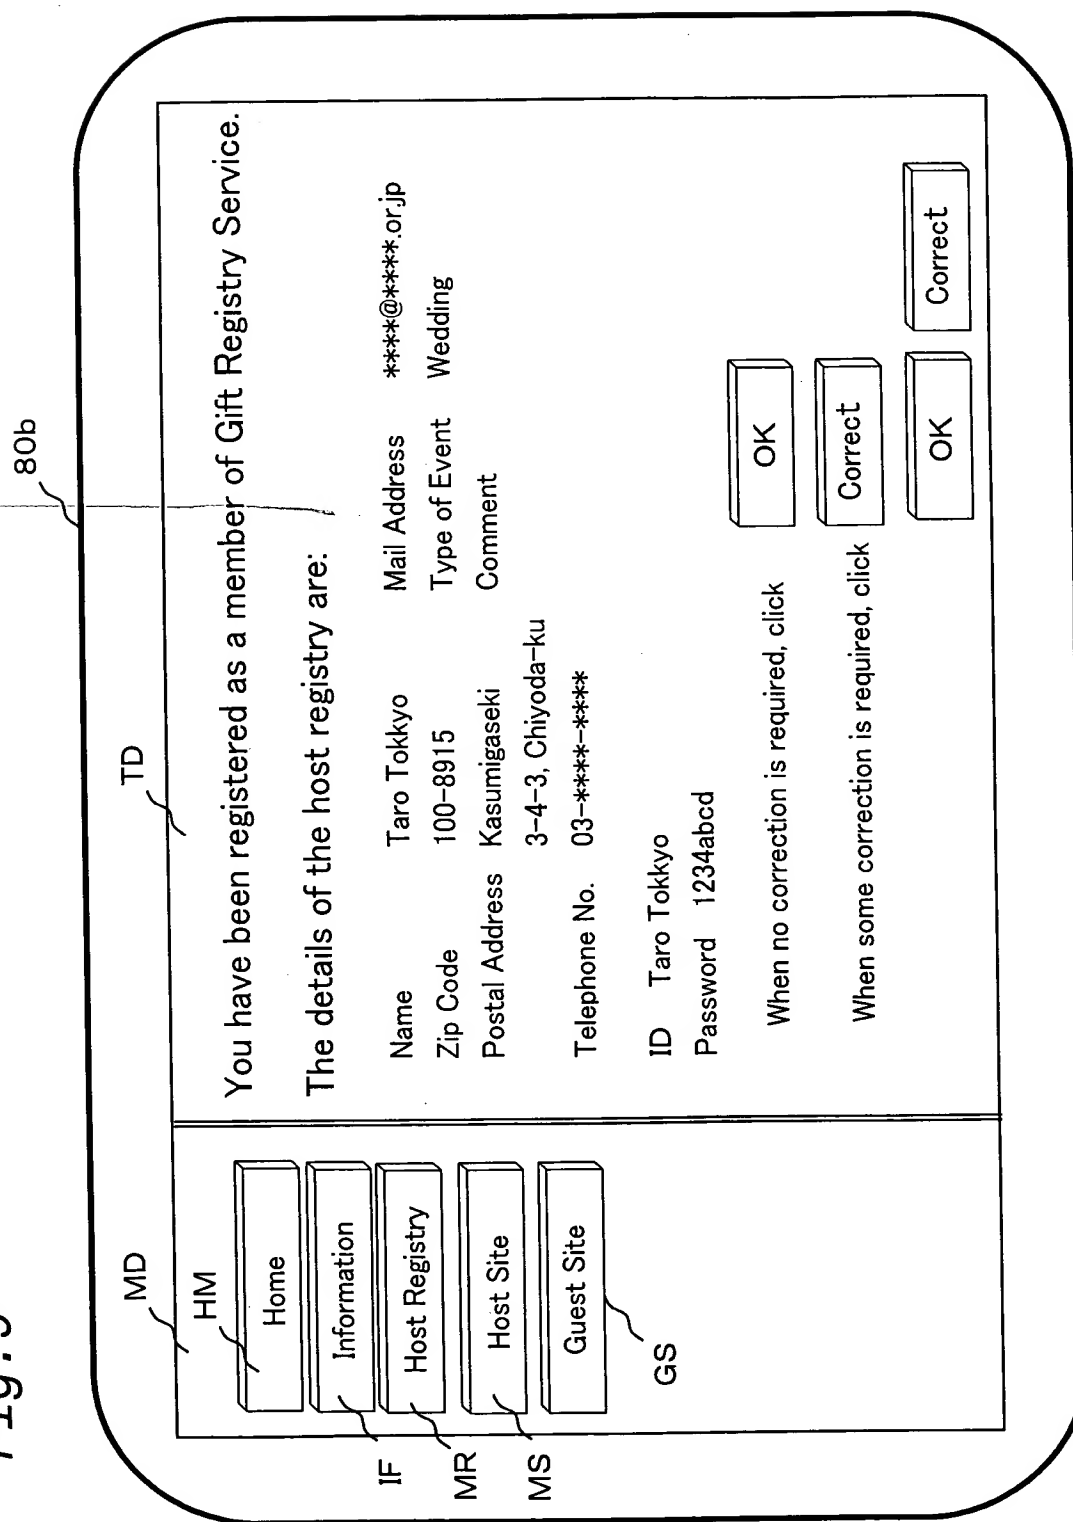 80b
MD
TD
HM
Home
Information
Host Registry
Host Site
Guest Site
IF
MR
MS
GS
You have been registered as a member of Gift Registry Service.
The details of the host registry are:
Name Taro Tokkyo Mail Address ****@****.or.jp
Zip Code 100-8915 Type of Event Wedding
Postal Address Kasumigaseki Comment
3-4-3, Chiyoda-ku
Telephone No. 03-****-****
ID Taro Tokkyo
Password 1234abcd
When no correction is required, click OK
When some correction is required, click Correct
OK Correct